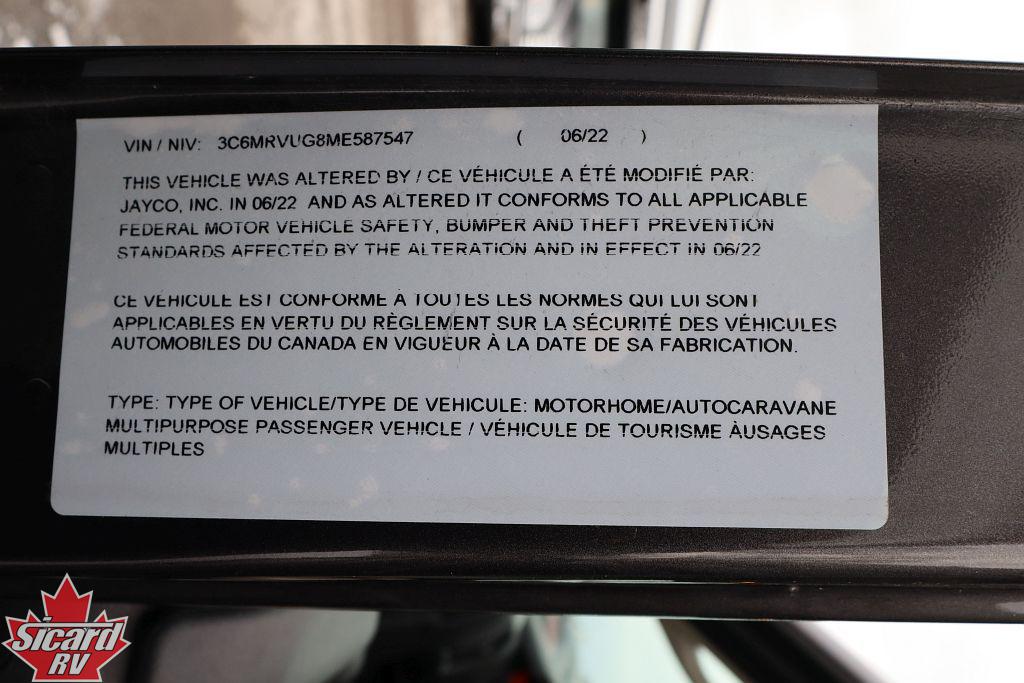 VIN / NIV: 3C6MRVUG8ME587547 ( 06/22 )
THIS VEHICLE WAS ALTERED BY / CE VÉHICULE A ÉTÉ MODIFIÉ PAR:
JAYCO, INC. IN 06/22 AND AS ALTERED IT CONFORMS TO ALL APPLICABLE
FEDERAL MOTOR VEHICLE SAFETY, BUMPER AND THEFT PREVENTION
STANDARDS AFFECTED BY THE ALTERATION AND IN EFFECT IN 06/22
CE VÉHICULE EST CONFORME À TOUTES LES NORMES QUI LUI SONT
APPLICABLES EN VERTU DU RÈGLEMENT SUR LA SÉCURITÉ DES VÉHICULES
AUTOMOBILES DU CANADA EN VIGUEUR À LA DATE DE SA FABRICATION.
TYPE: TYPE OF VEHICLE/TYPE DE VEHICULE: MOTORHOME/AUTOCARAVANE
MULTIPURPOSE PASSENGER VEHICLE / VÉHICULE DE TOURISME ÀUSAGES
MULTIPLES
Sicard
RV